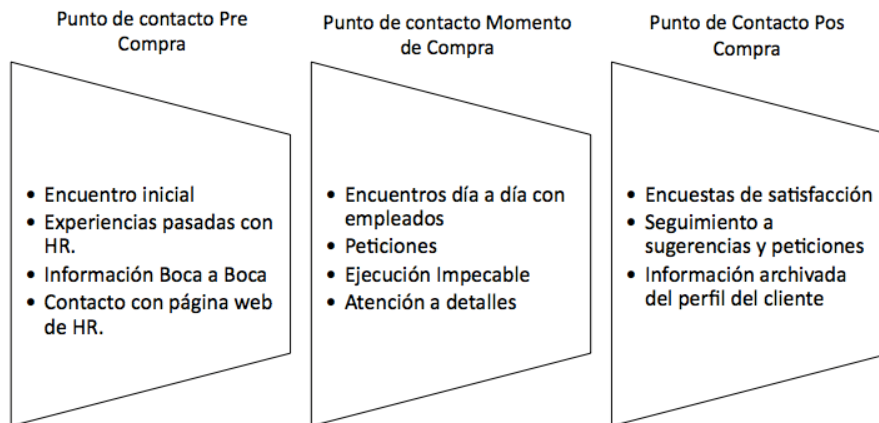 Punto de contacto Pre
Compra
• Encuentro inicial
• Experiencias pasadas con
HR.
• Información Boca a Boca
• Contacto con página web
de HR.
Punto de contacto Momento
de Compra
• Encuentros día a día con
empleados
• Peticiones
• Ejecución Impecable
• Atención a detalles
Punto de Contacto Pos
Compra
• Encuestas de satisfacción
• Seguimiento a
sugerencias y peticiones
• Información archivada
del perfil del cliente